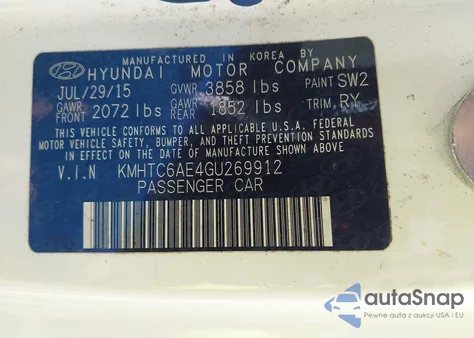 MANUFACTURED IN KOREA BY
HYUNDAI MOTOR COMPANY
JUL/29/15 GVWR 3858 lbs PAINT SW2
GAWR FRONT 2072 lbs GAWR REAR 1852 lbs TRIM RY
THIS VEHICLE CONFORMS TO ALL APPLICABLE U.S.A. FEDERAL
MOTOR VEHICLE SAFETY, BUMPER, AND THEFT PREVENTION
STANDARDS IN EFFECT ON THE DATE OF MANUFACTURE SHOWN ABOVE.
V.I.N KMHTC6AE4GU269912
PASSENGER CAR
autoSnap
Pewne auta z USA i EU